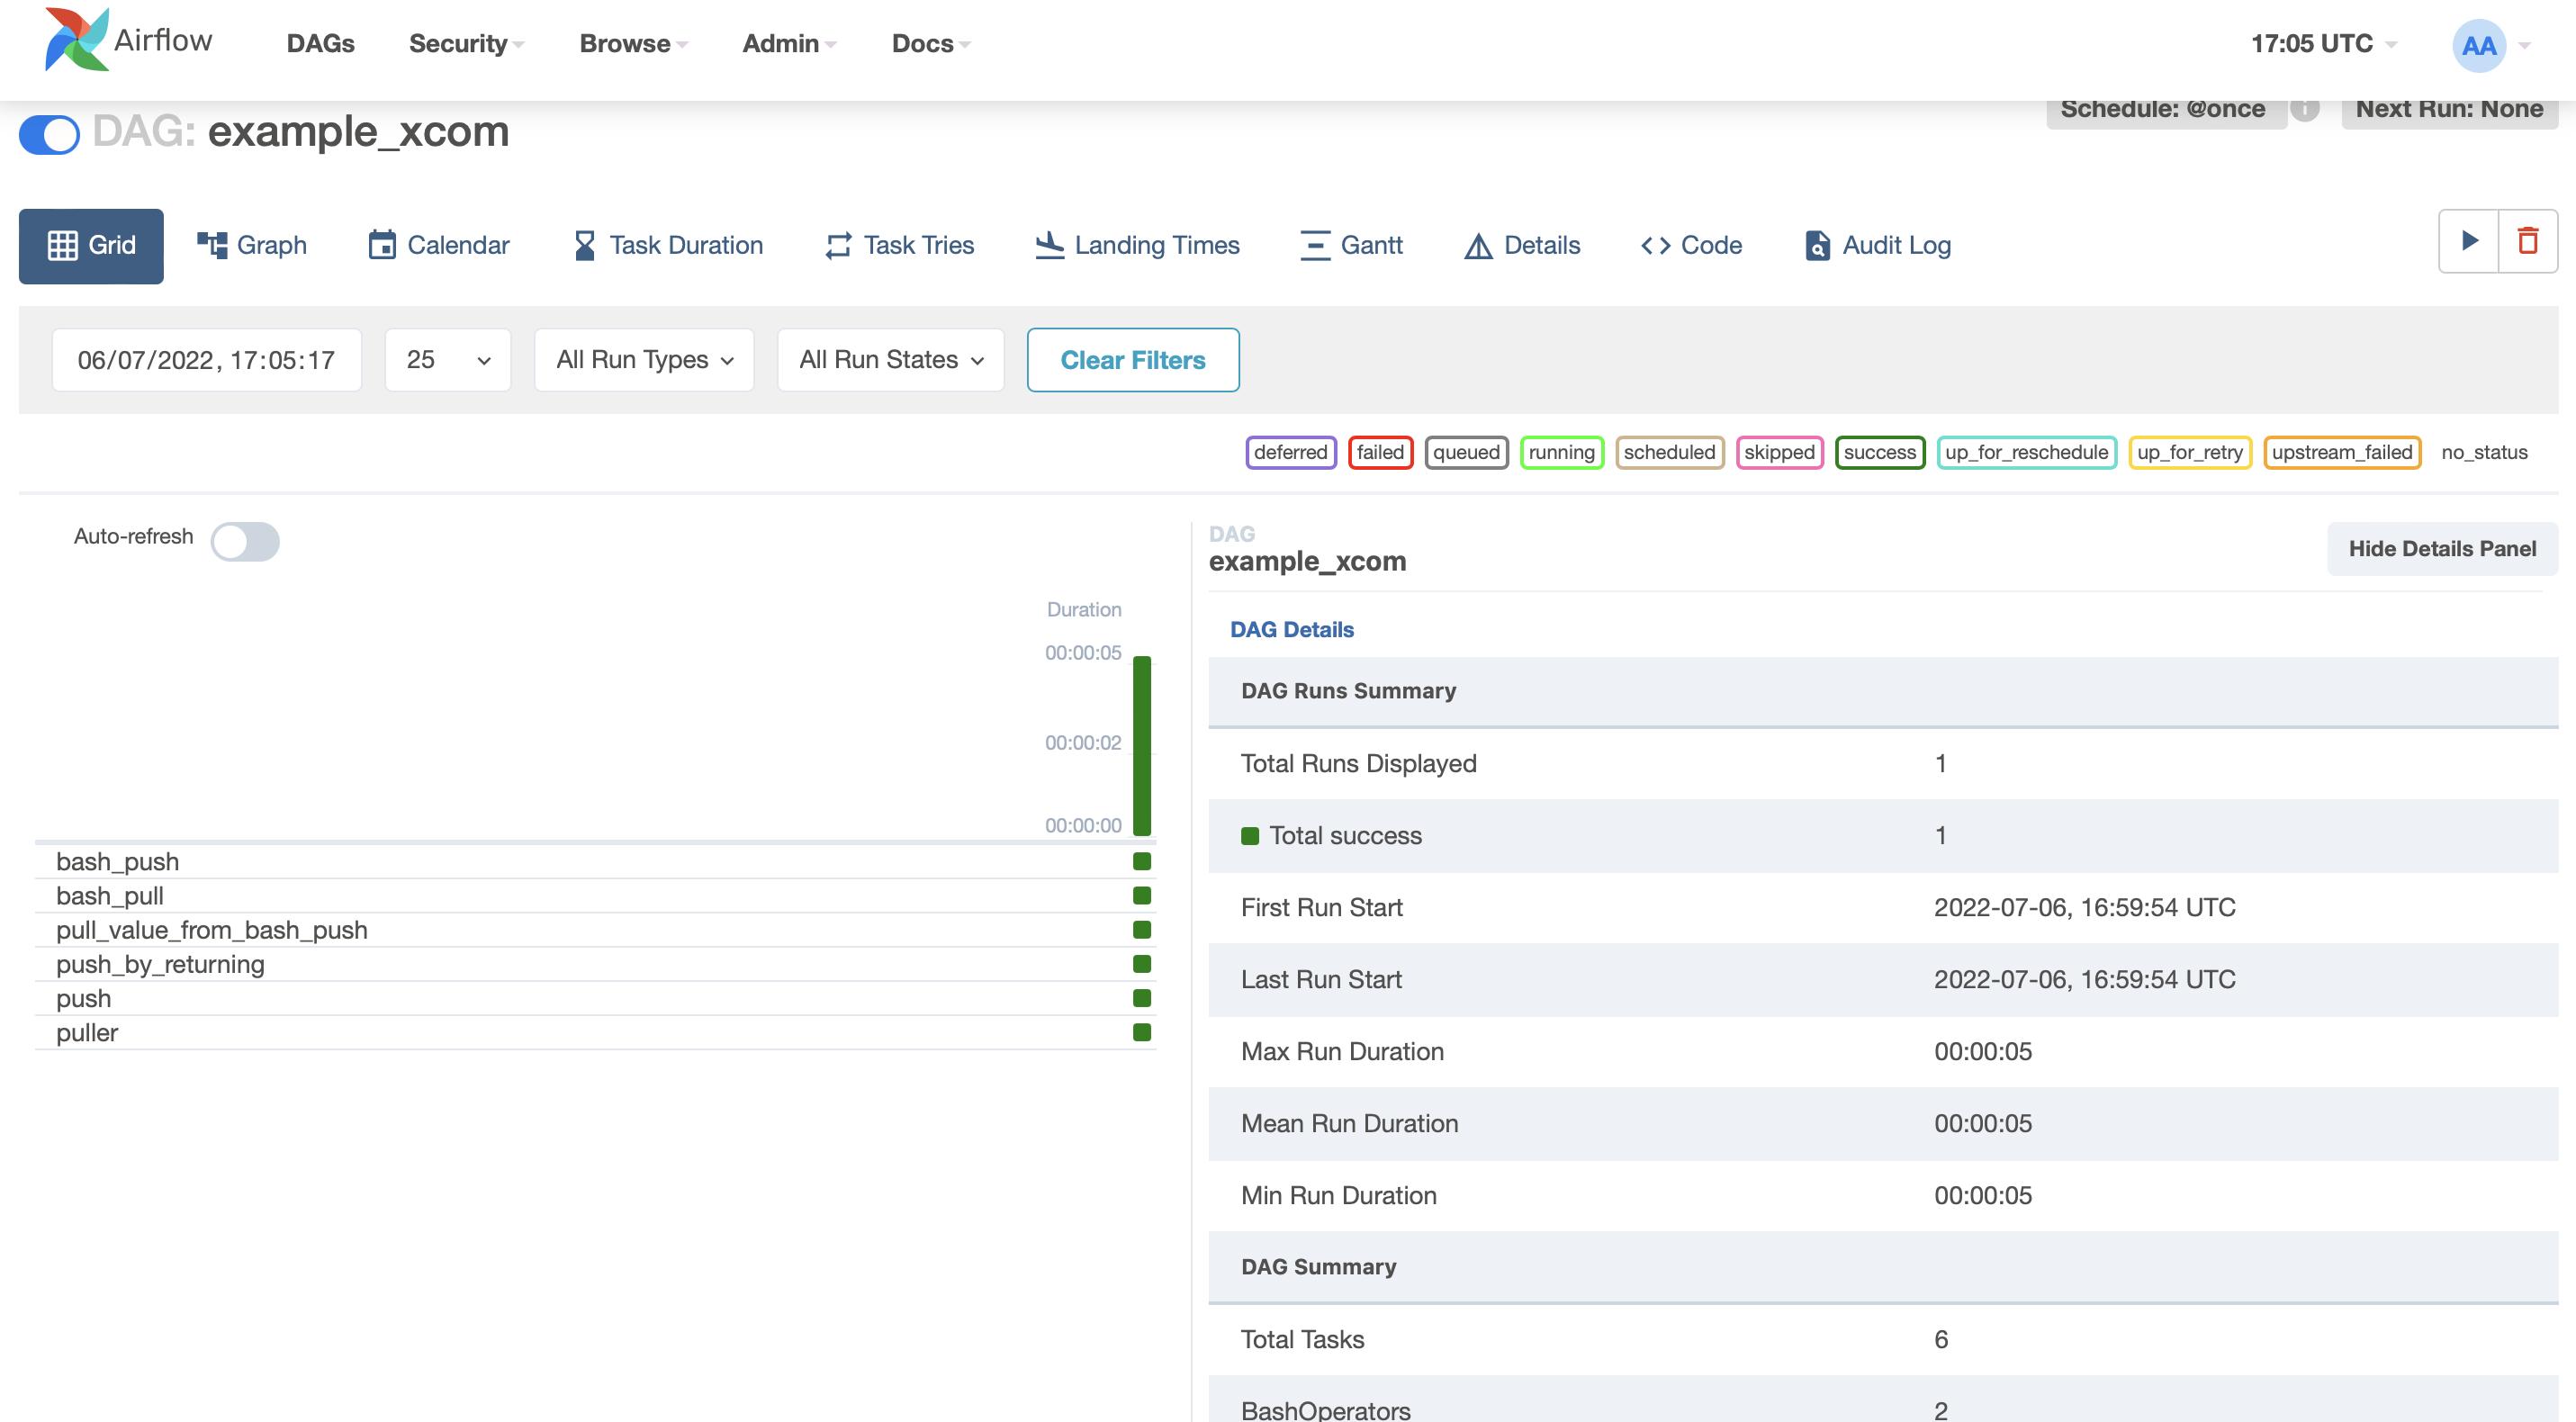 Airflow DAGs Security Browse Admin Docs 17:05 UTC AA
DAG: example_xcom Schedule: @once Next Run: None
Grid Graph Calendar Task Duration Task Tries Landing Times Gantt Details Code Audit Log
06/07/2022, 17:05:17 25 All Run Types All Run States Clear Filters
deferred failed queued running scheduled skipped success up_for_reschedule up_for_retry upstream_failed no_status
Auto-refresh
Duration
00:00:05
00:00:02
00:00:00
bash_push
bash_pull
pull_value_from_bash_push
push_by_returning
push
puller
DAG
example_xcom
Hide Details Panel
DAG Details
DAG Runs Summary
Total Runs Displayed 1
Total success 1
First Run Start 2022-07-06, 16:59:54 UTC
Last Run Start 2022-07-06, 16:59:54 UTC
Max Run Duration 00:00:05
Mean Run Duration 00:00:05
Min Run Duration 00:00:05
DAG Summary
Total Tasks 6
BashOperators 2